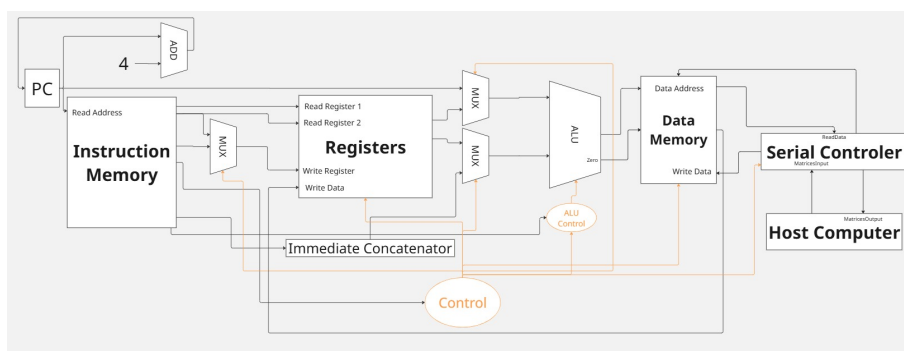 ADD
4
PC
Read Address
Instruction
Memory
MUX
Read Register 1
Read Register 2
Registers
Write Register
Write Data
Immediate Concatenator
Control
MUX
MUX
ALU
Zero
ALU
Control
Data Address
Data
Memory
Write Data
ReadData
Serial Controler
MatricesInput
MatricesOutput
Host Computer